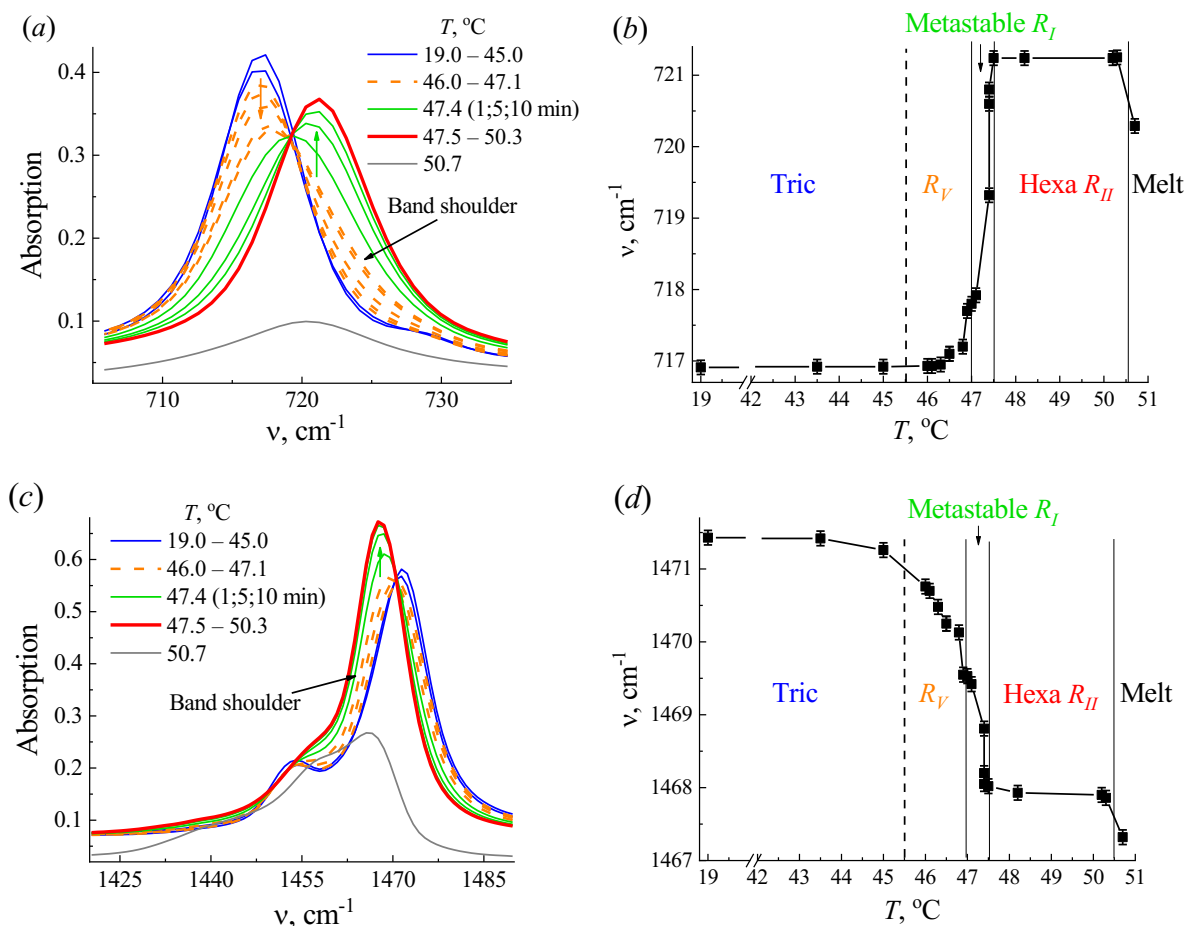 (a)
T, °C
19.0 – 45.0
46.0 – 47.1
47.4 (1;5;10 min)
47.5 – 50.3
50.7
Band shoulder
Absorption
0.4
0.3
0.2
0.1
710 720 730
ν, cm⁻¹
(b)
Metastable R_I
Tric
R_V
Hexa R_II
Melt
ν, cm⁻¹
721
720
719
718
717
19 42 43 44 45 46 47 48 49 50 51
T, °C
(c)
T, °C
19.0 – 45.0
46.0 – 47.1
47.4 (1;5;10 min)
47.5 – 50.3
50.7
Band shoulder
Absorption
0.6
0.5
0.4
0.3
0.2
0.1
1425 1440 1455 1470 1485
ν, cm⁻¹
(d)
Metastable R_I
Tric
R_V
Hexa R_II
Melt
ν, cm⁻¹
1471
1470
1469
1468
1467
19 42 43 44 45 46 47 48 49 50 51
T, °C